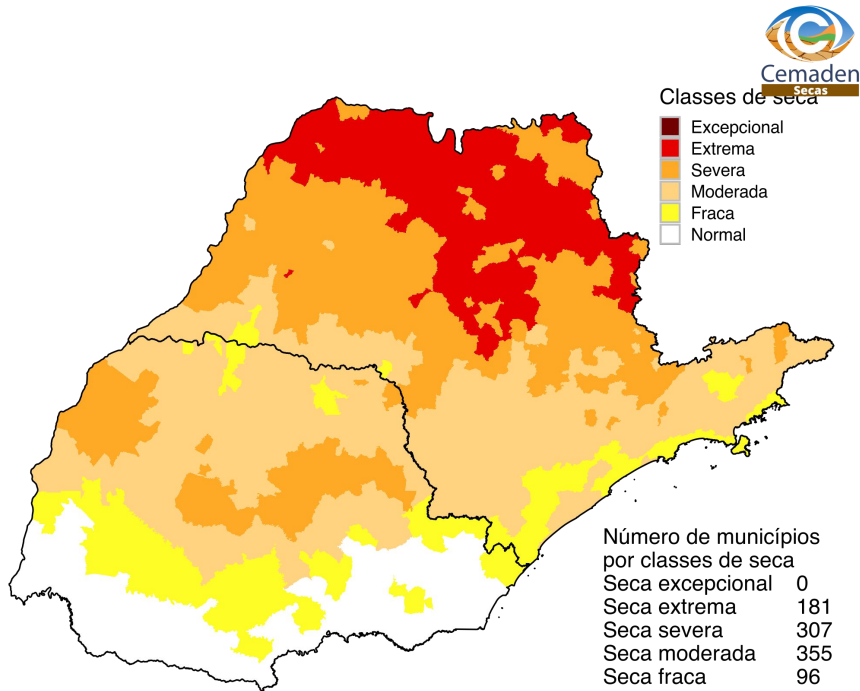 Cemaden
Secas
Classes de seca
Excepcional
Extrema
Severa
Moderada
Fraca
Normal
Número de municípios
por classes de seca
Seca excepcional 0
Seca extrema 181
Seca severa 307
Seca moderada 355
Seca fraca 96